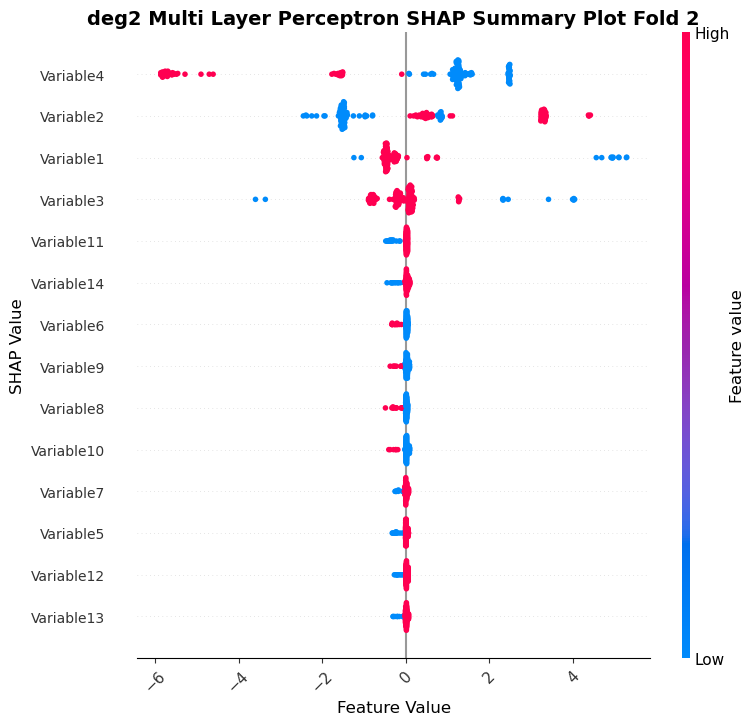 deg2 Multi Layer Perceptron SHAP Summary Plot Fold 2
High
Variable4
Variable2
Variable1
Variable3
Variable11
Variable14
Variable6
Variable9
Variable8
Variable10
Variable7
Variable5
Variable12
Variable13
SHAP Value
Feature value
Low
−6
−4
−2
0
2
4
Feature Value